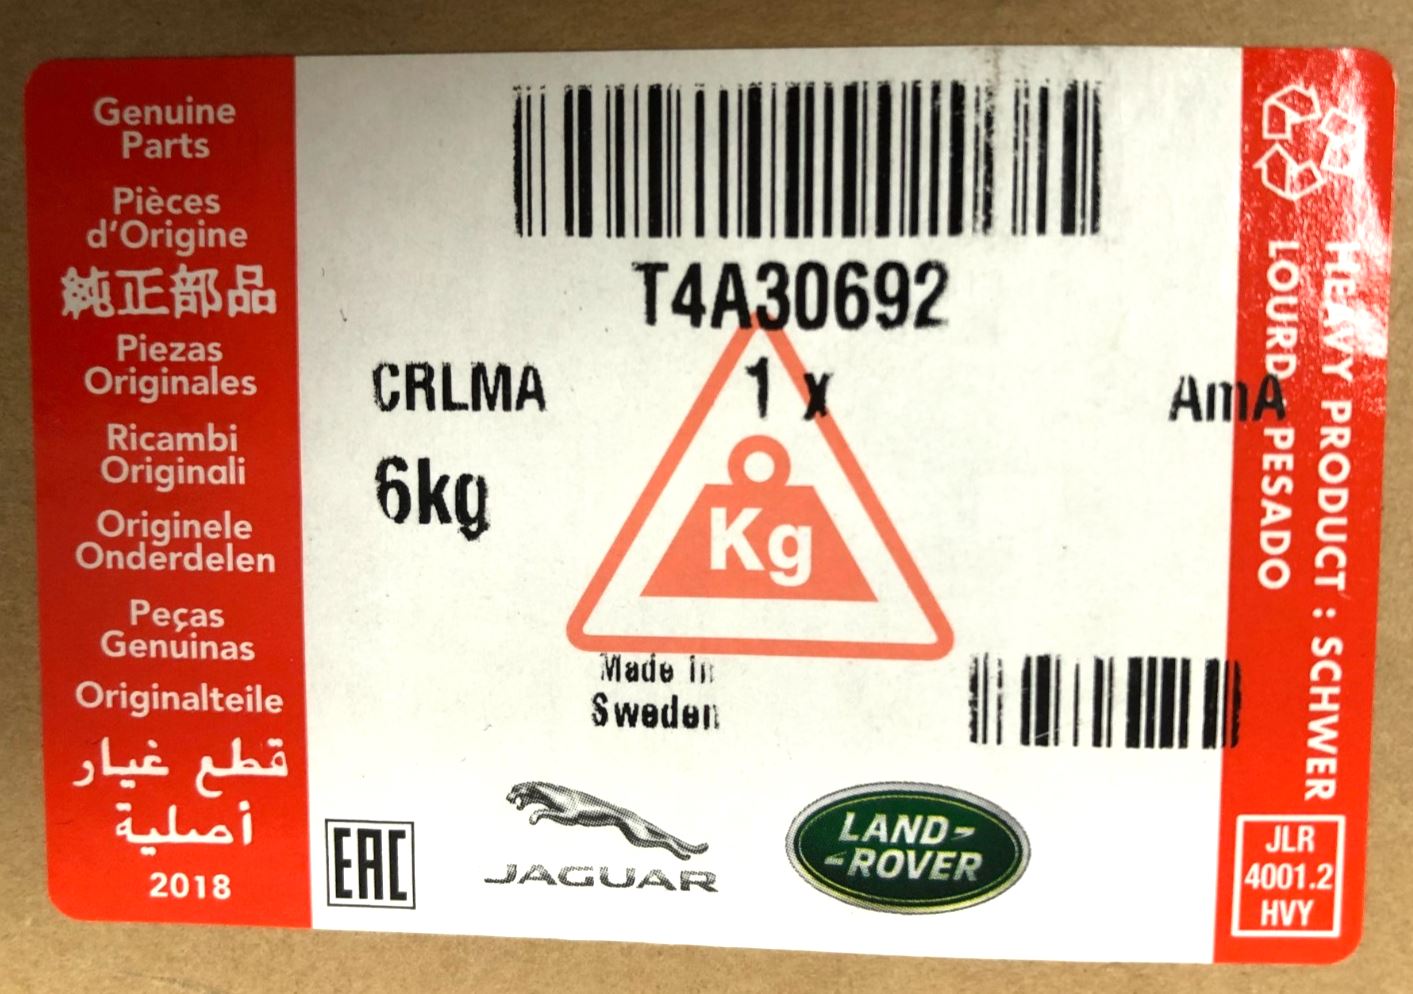 Genuine
Parts
Pièces
d'Origine
純正部品
Piezas
Originales
Ricambi
Originali
Originele
Onderdelen
Peças
Genuinas
Originalteile
قطع غيار
أصلية
2018
T4A30692
CRLMA
1 x
AmA
6kg
Kg
Made in
Sweden
EAC
JAGUAR
LAND-
-ROVER
HEAVY PRODUCT : SCHWER
LOURD PESADO
JLR
4001.2
HVY